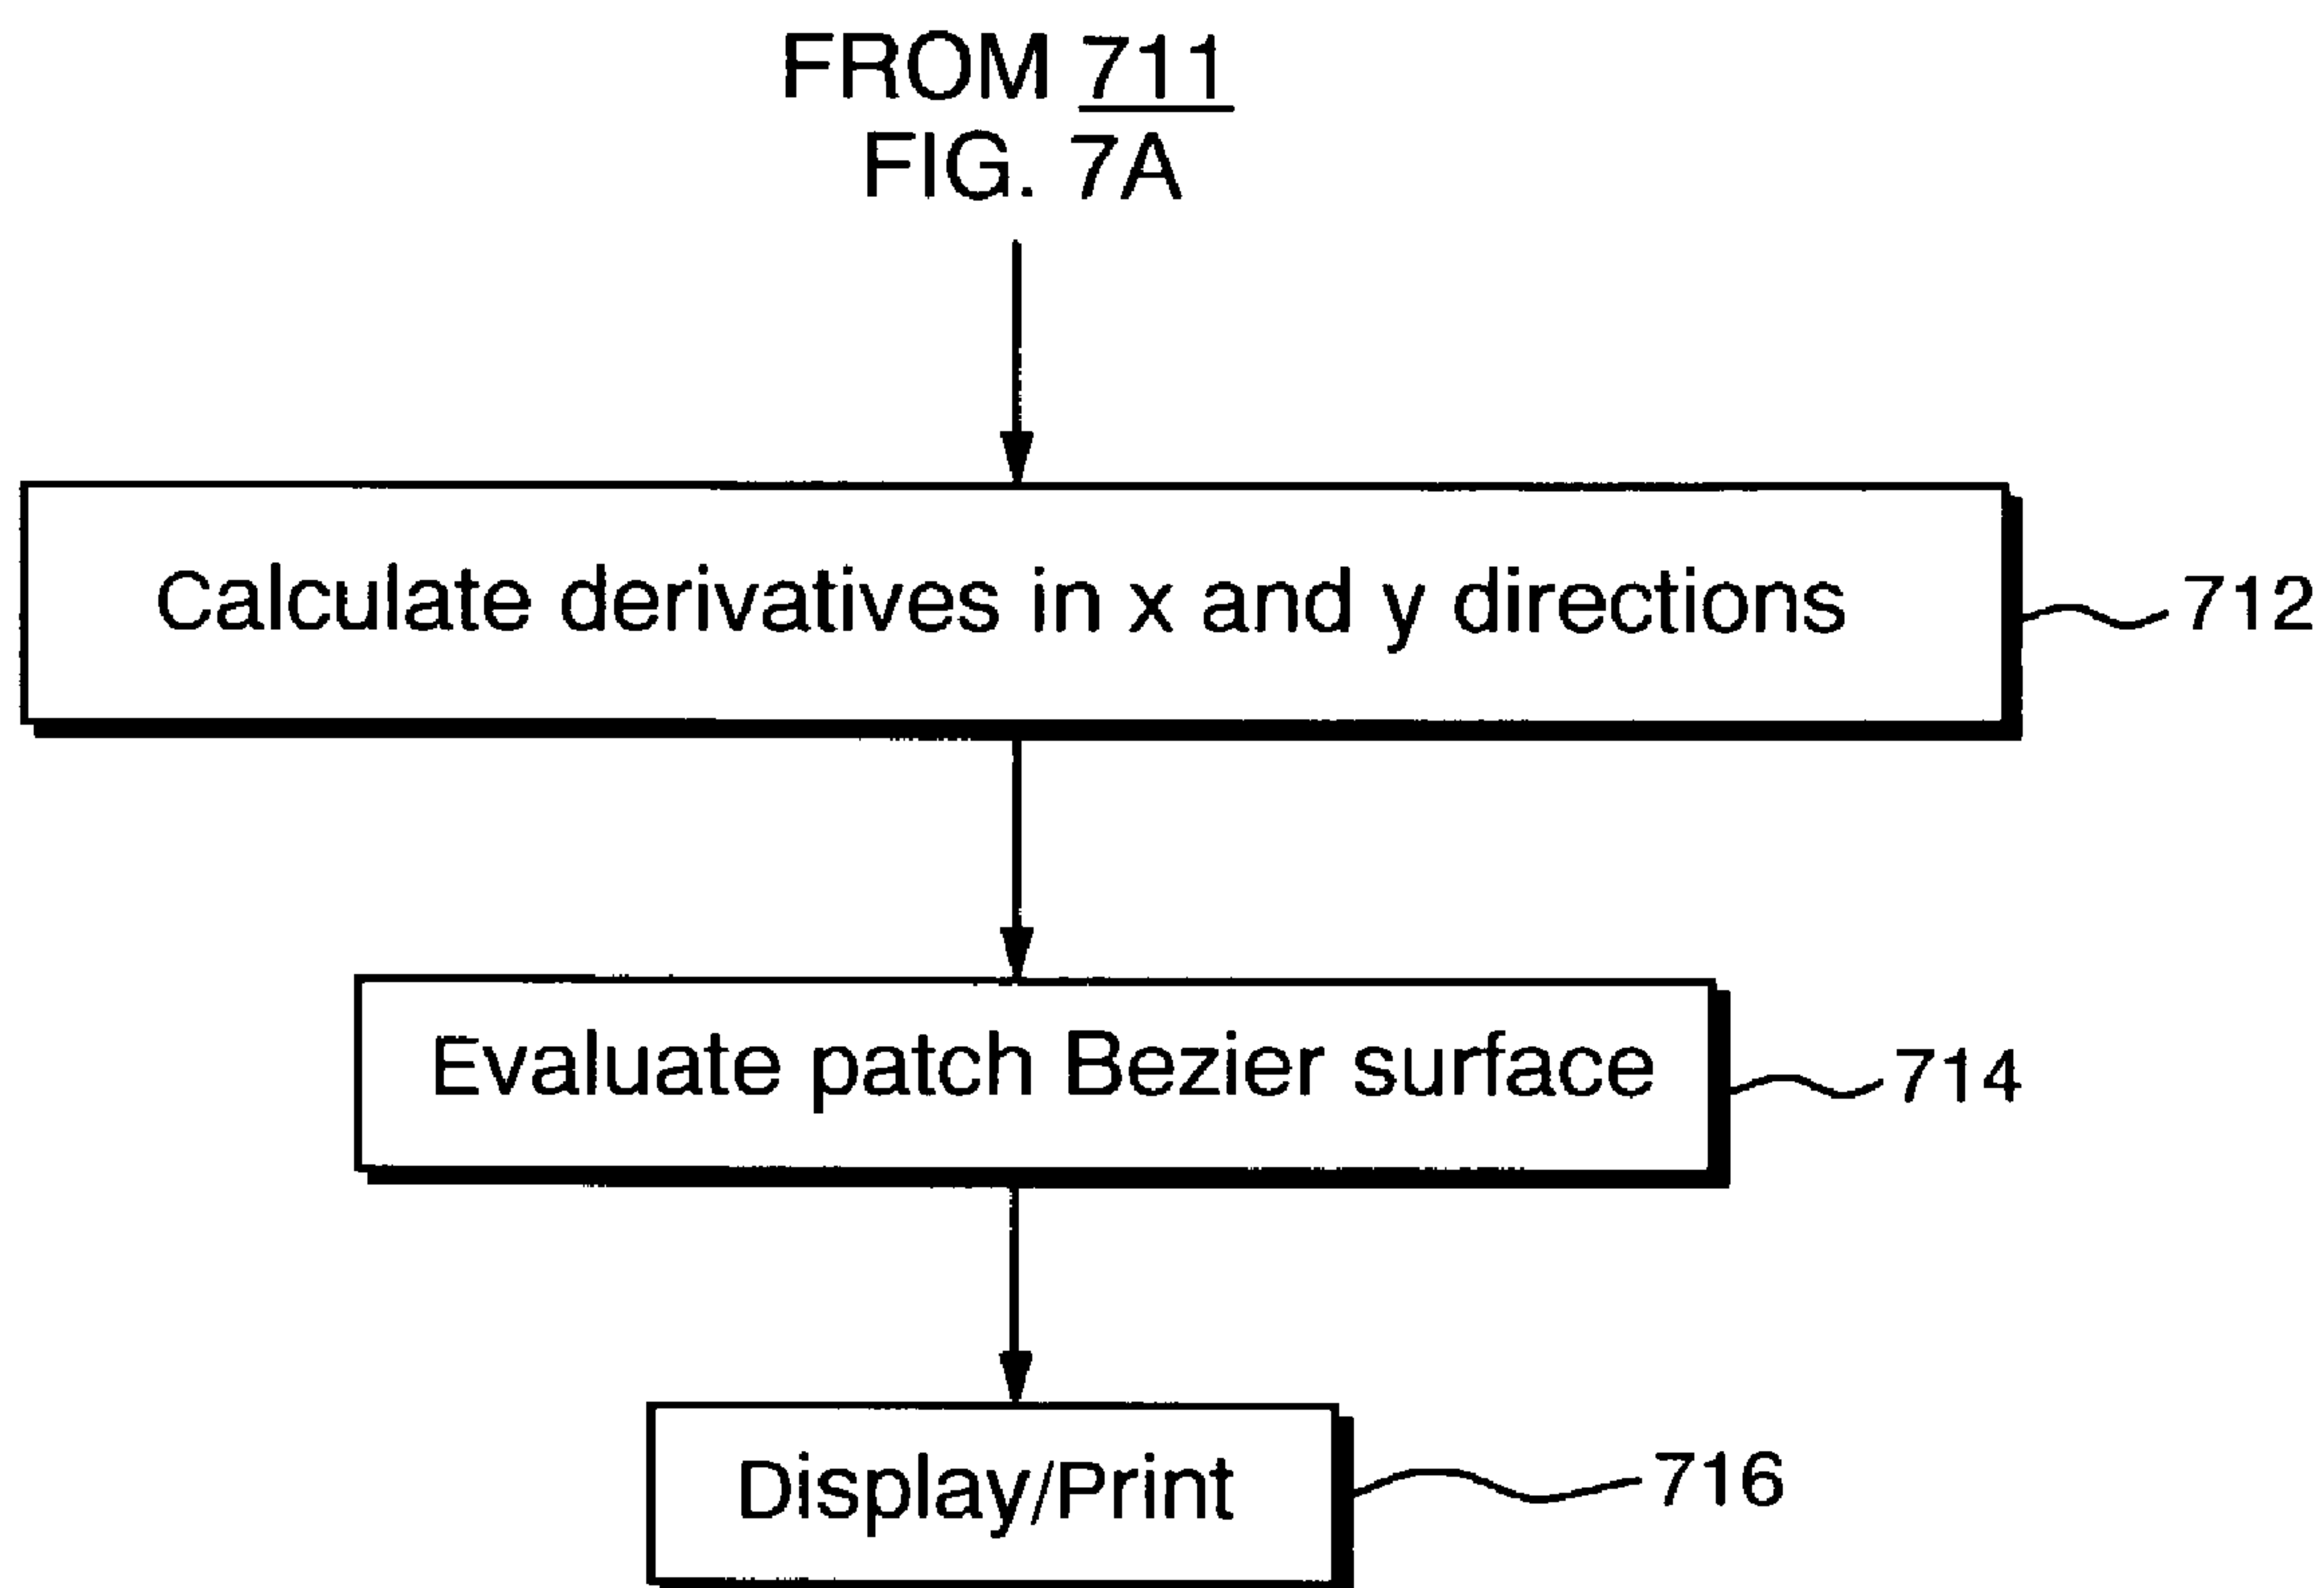 FROM 711
FIG. 7A
Calculate derivatives in x and y directions
712
Evaluate patch Bezier surface
714
Display/Print
716